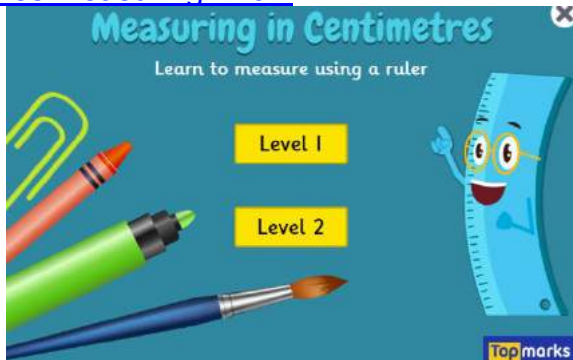 Measuring in Centimetres
Learn to measure using a ruler
Level 1
Level 2
Topmarks